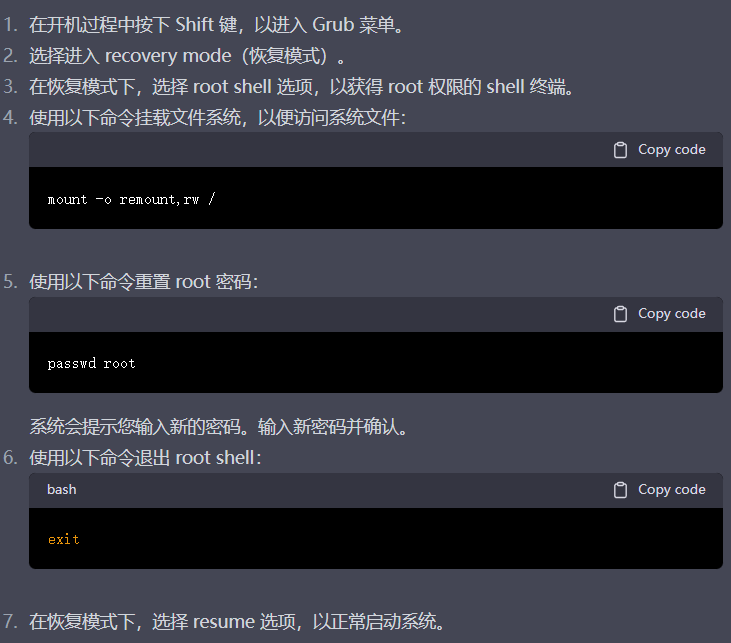 1. 在开机过程中按下 Shift 键，以进入 Grub 菜单。
2. 选择进入 recovery mode（恢复模式）。
3. 在恢复模式下，选择 root shell 选项，以获得 root 权限的 shell 终端。
4. 使用以下命令挂载文件系统，以便访问系统文件：
Copy code
mount -o remount,rw /
5. 使用以下命令重置 root 密码：
Copy code
passwd root
系统会提示您输入新的密码。输入新密码并确认。
6. 使用以下命令退出 root shell：
bash Copy code
exit
7. 在恢复模式下，选择 resume 选项，以正常启动系统。